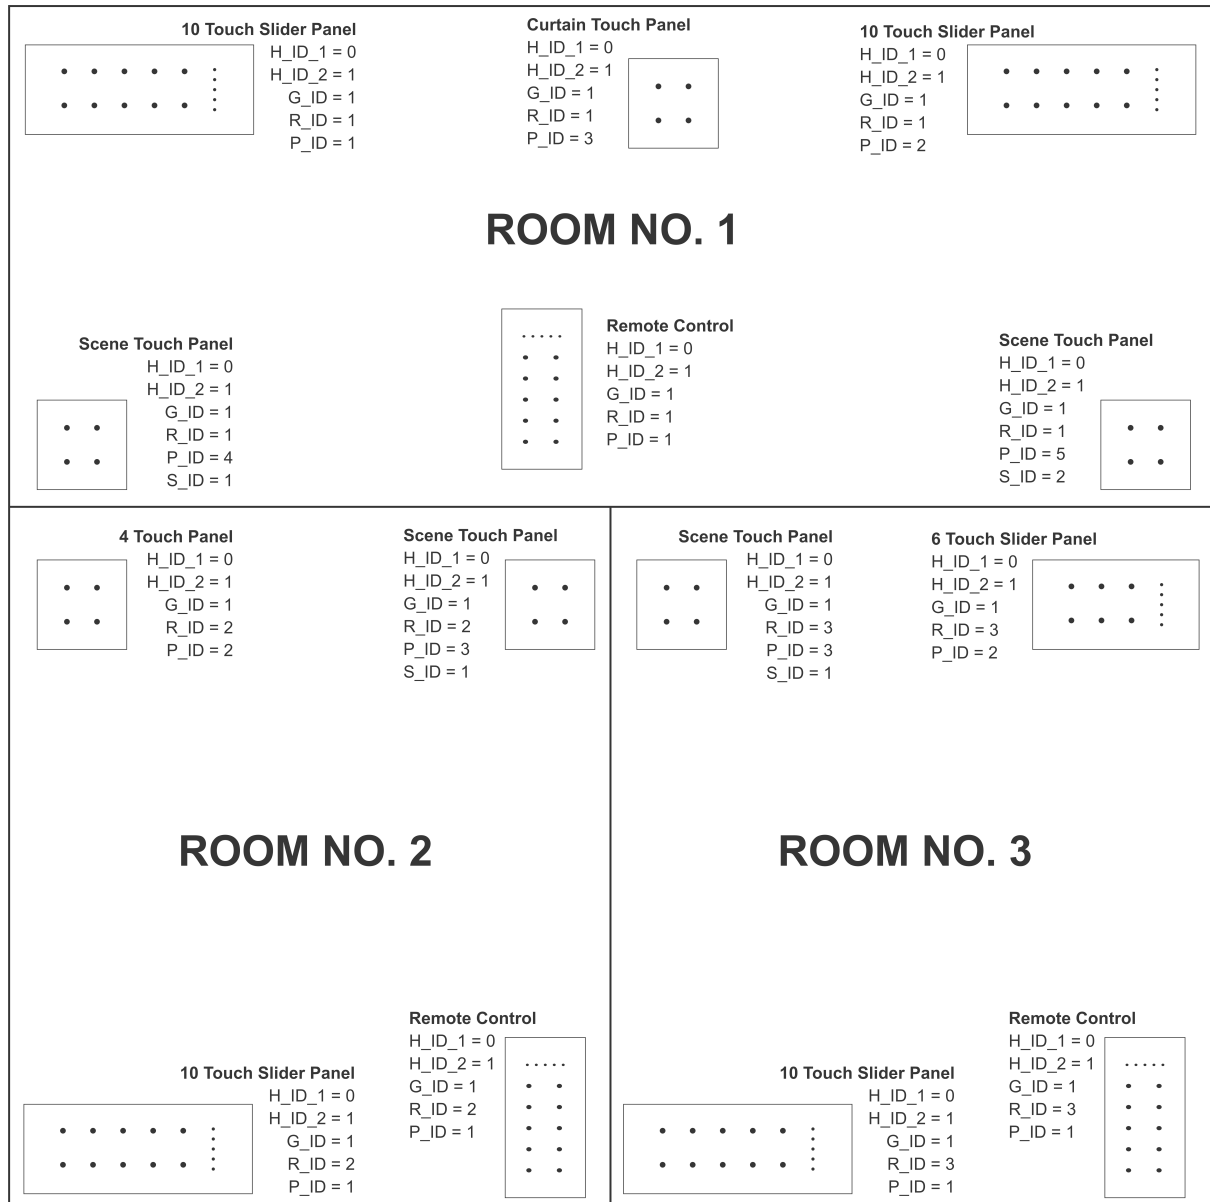 10 Touch Slider Panel
H_ID_1 = 0
H_ID_2 = 1
G_ID = 1
R_ID = 1
P_ID = 1
Curtain Touch Panel
H_ID_1 = 0
H_ID_2 = 1
G_ID = 1
R_ID = 1
P_ID = 3
10 Touch Slider Panel
H_ID_1 = 0
H_ID_2 = 1
G_ID = 1
R_ID = 1
P_ID = 2
ROOM NO. 1
Scene Touch Panel
H_ID_1 = 0
H_ID_2 = 1
G_ID = 1
R_ID = 1
P_ID = 4
S_ID = 1
Remote Control
H_ID_1 = 0
H_ID_2 = 1
G_ID = 1
R_ID = 1
P_ID = 1
Scene Touch Panel
H_ID_1 = 0
H_ID_2 = 1
G_ID = 1
R_ID = 1
P_ID = 5
S_ID = 2
4 Touch Panel
H_ID_1 = 0
H_ID_2 = 1
G_ID = 1
R_ID = 2
P_ID = 2
Scene Touch Panel
H_ID_1 = 0
H_ID_2 = 1
G_ID = 1
R_ID = 2
P_ID = 3
S_ID = 1
ROOM NO. 2
10 Touch Slider Panel
H_ID_1 = 0
H_ID_2 = 1
G_ID = 1
R_ID = 2
P_ID = 1
Remote Control
H_ID_1 = 0
H_ID_2 = 1
G_ID = 1
R_ID = 2
P_ID = 1
Scene Touch Panel
H_ID_1 = 0
H_ID_2 = 1
G_ID = 1
R_ID = 3
P_ID = 3
S_ID = 1
6 Touch Slider Panel
H_ID_1 = 0
H_ID_2 = 1
G_ID = 1
R_ID = 3
P_ID = 2
ROOM NO. 3
10 Touch Slider Panel
H_ID_1 = 0
H_ID_2 = 1
G_ID = 1
R_ID = 3
P_ID = 1
Remote Control
H_ID_1 = 0
H_ID_2 = 1
G_ID = 1
R_ID = 3
P_ID = 1